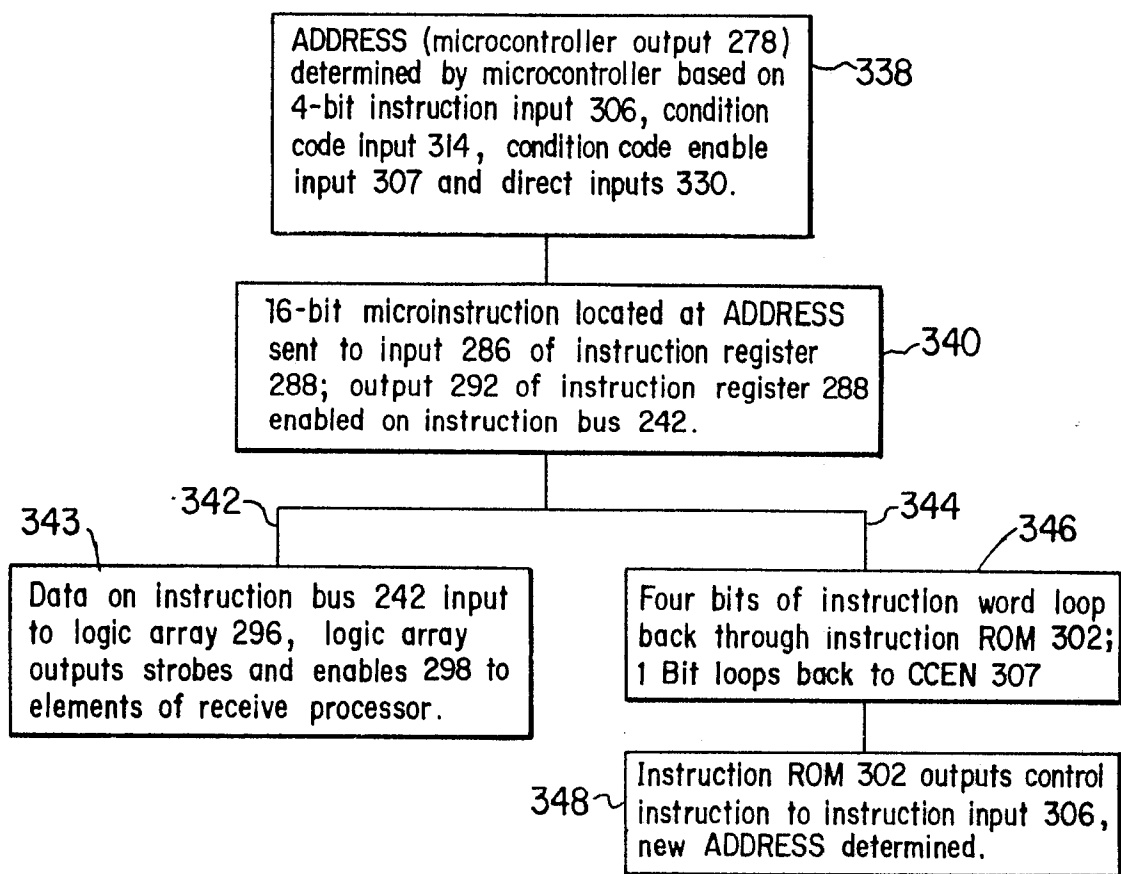 ADDRESS (microcontroller output 278)
determined by microcontroller based on
4-bit instruction input 306, condition
code input 314, condition code enable
input 307 and direct inputs 330.
338
16-bit microinstruction located at ADDRESS
sent to input 286 of instruction register
288; output 292 of instruction register 288
enabled on instruction bus 242.
340
342
344
343
Data on instruction bus 242 input
to logic array 296, logic array
outputs strobes and enables 298 to
elements of receive processor.
346
Four bits of instruction word loop
back through instruction ROM 302;
1 Bit loops back to CCEN 307
348
Instruction ROM 302 outputs control
instruction to instruction input 306,
new ADDRESS determined.